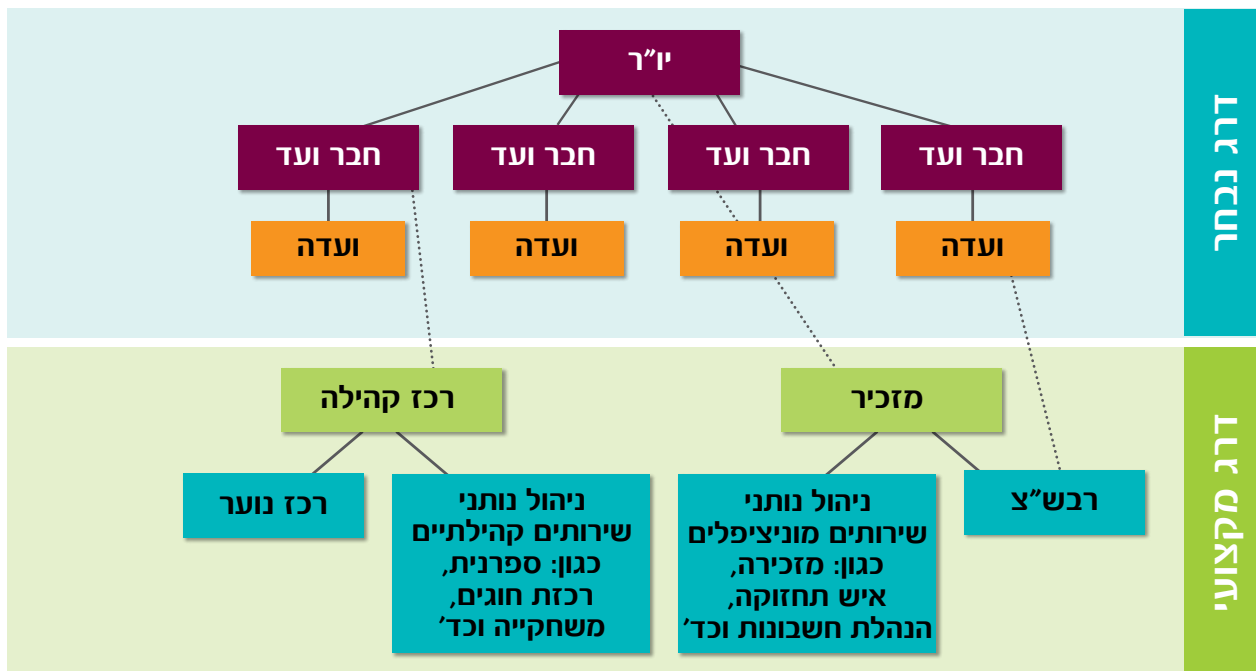 יו"ר
חבר ועד
חבר ועד
חבר ועד
חבר ועד
ועדה
ועדה
ועדה
ועדה
דרג נבחר
מזכיר
רכז קהילה
רבש"צ
ניהול נותני
שירותים מוניציפלים
כגון: מזכירה,
איש תחזוקה,
הנהלת חשבונות וכד'
ניהול נותני
שירותים קהילתיים
כגון: ספרנית,
רכזת חוגים,
משחקייה וכד'
רכז נוער
דרג מקצועי